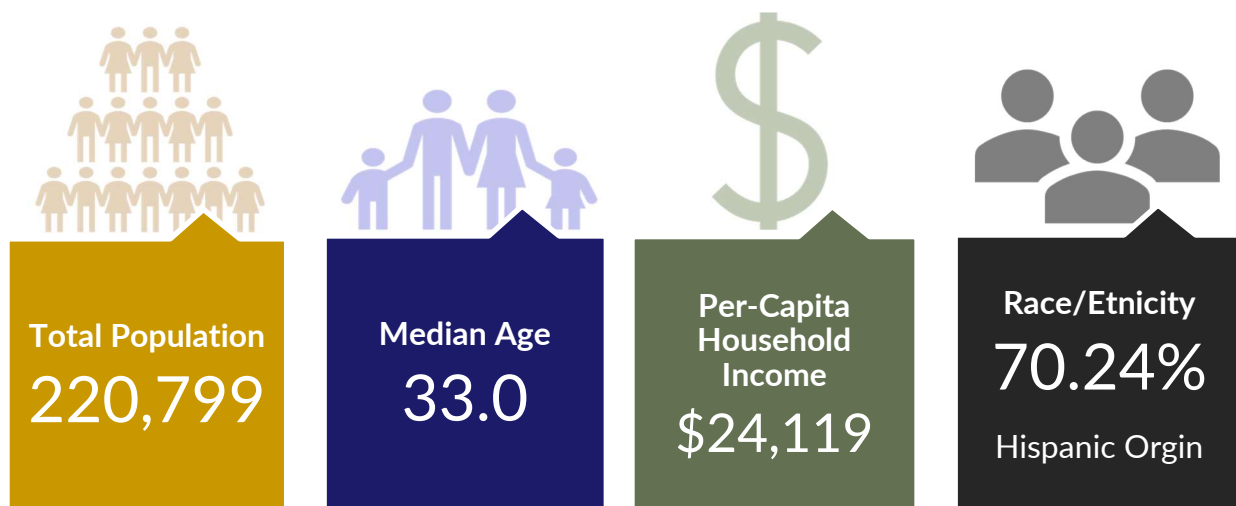 Total Population
220,799
Median Age
33.0
Per-Capita
Household
Income
$24,119
Race/Etnicity
70.24%
Hispanic Orgin